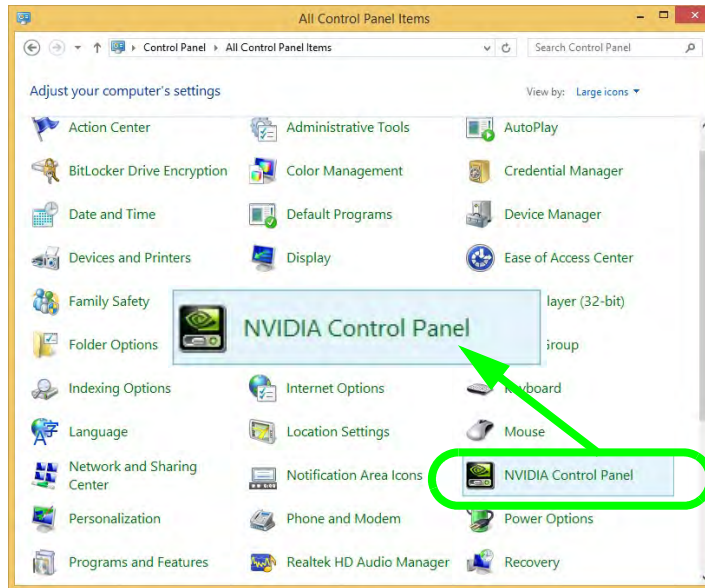 All Control Panel Items
Control Panel All Control Panel Items Search Control Panel
Adjust your computer's settings View by: Large icons
Action Center Administrative Tools AutoPlay
BitLocker Drive Encryption Color Management Credential Manager
Date and Time Default Programs Device Manager
Devices and Printers Display Ease of Access Center
Family Safety layer (32-bit)
NVIDIA Control Panel
Folder Options group
Indexing Options Internet Options Keyboard
Language Location Settings Mouse
Network and Sharing
Center Notification Area Icons NVIDIA Control Panel
Personalization Phone and Modem Power Options
Programs and Features Realtek HD Audio Manager Recovery